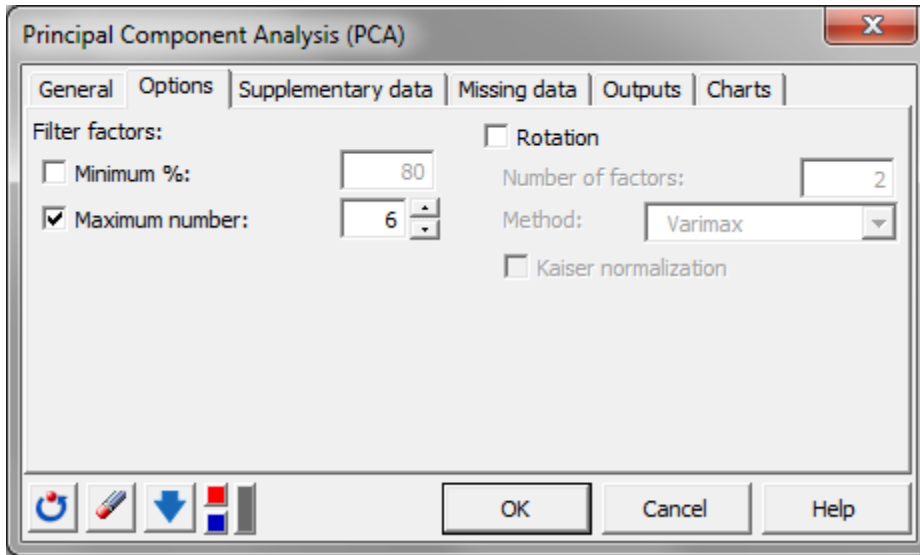 Principal Component Analysis (PCA)
General Options Supplementary data Missing data Outputs Charts
Filter factors:
Minimum %: 80
Maximum number: 6
Rotation
Number of factors: 2
Method: Varimax
Kaiser normalization
OK Cancel Help